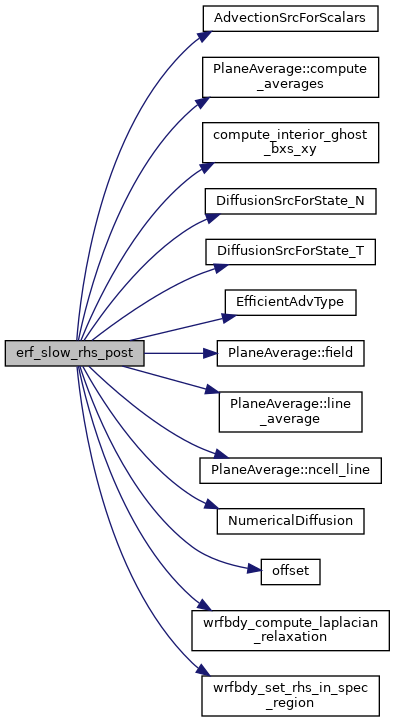 AdvectionSrcForScalars
PlaneAverage::compute
_averages
compute_interior_ghost
_bxs_xy
DiffusionSrcForState_N
DiffusionSrcForState_T
EfficientAdvType
erf_slow_rhs_post
PlaneAverage::field
PlaneAverage::line
_average
PlaneAverage::ncell_line
NumericalDiffusion
offset
wrfbdy_compute_laplacian
_relaxation
wrfbdy_set_rhs_in_spec
_region